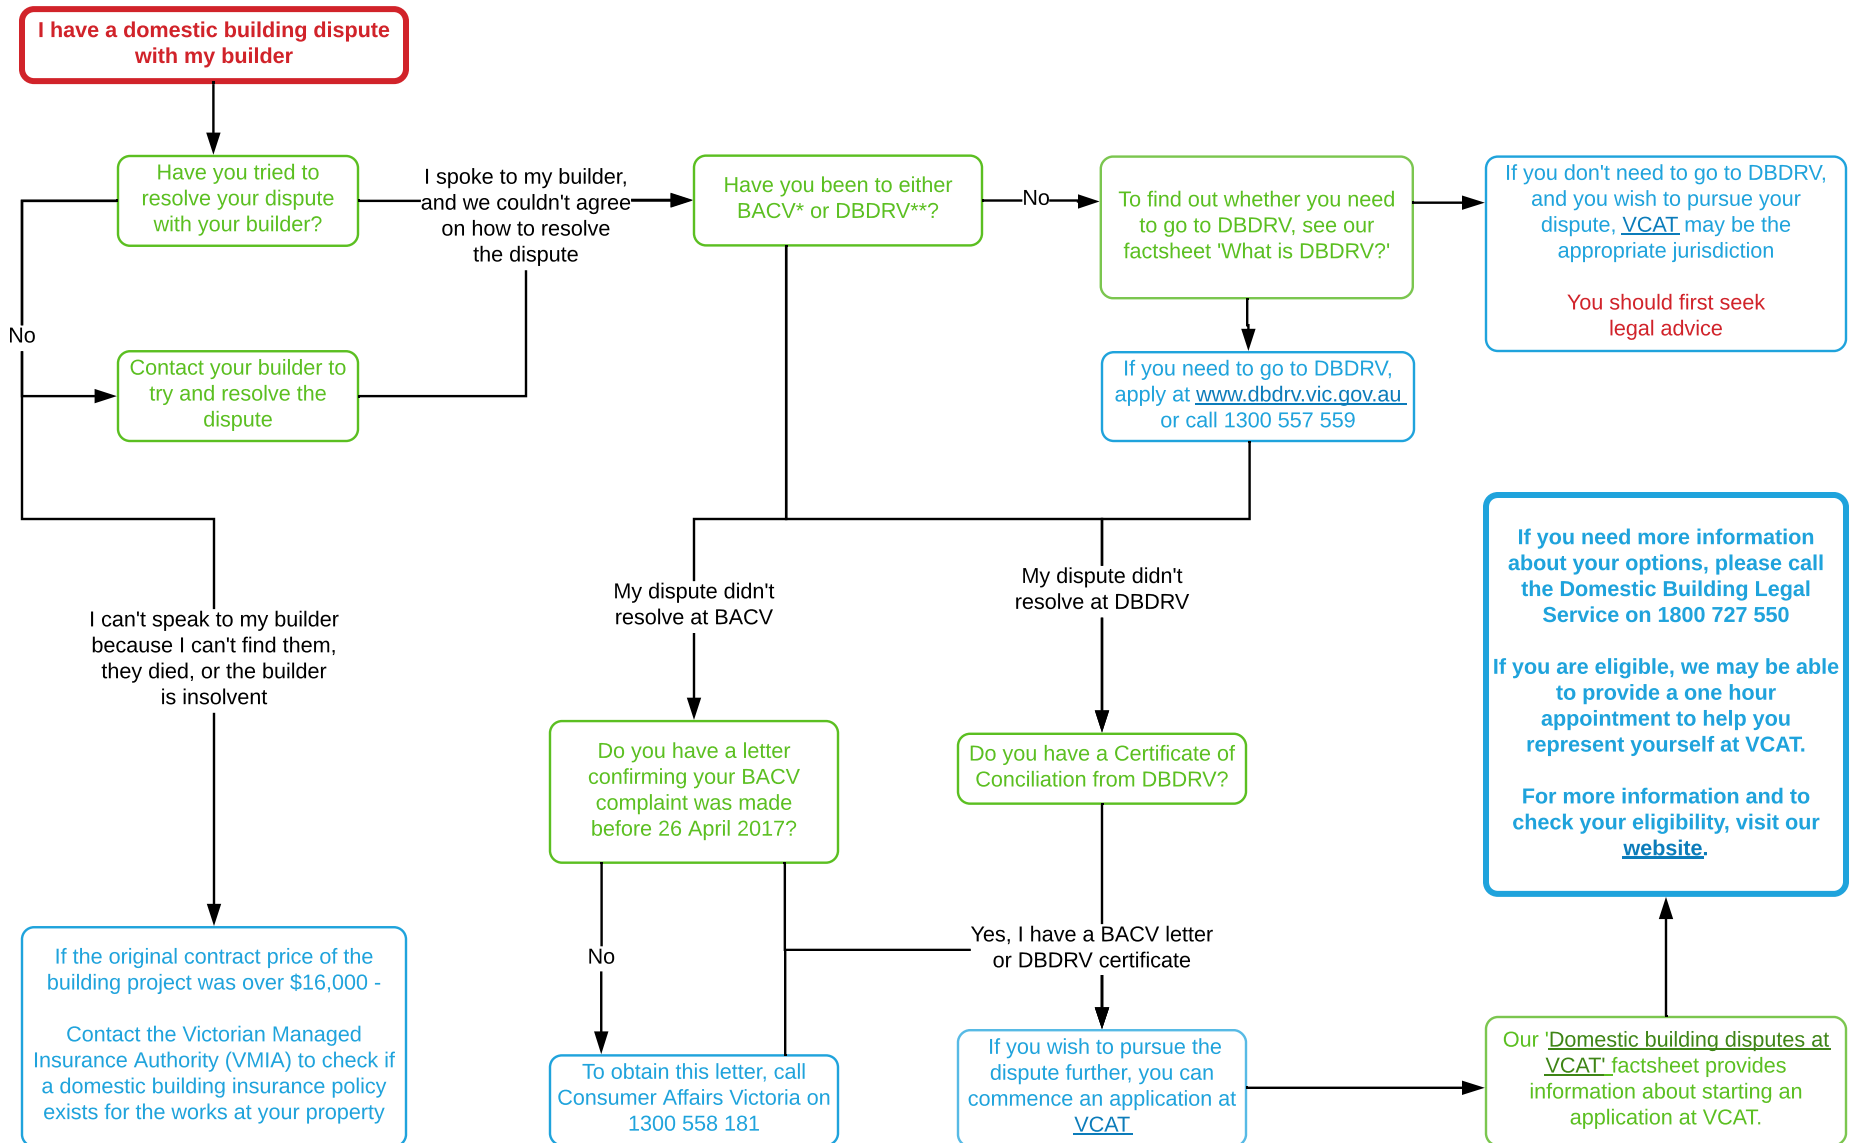 I have a domestic building dispute
with my builder
Have you tried to
resolve your dispute
with your builder?
I spoke to my builder,
and we couldn't agree
on how to resolve
the dispute
Have you been to either
BACV* or DBDRV**?
No
To find out whether you need
to go to DBDRV, see our
factsheet 'What is DBDRV?'
If you don't need to go to DBDRV,
and you wish to pursue your
dispute, VCAT may be the
appropriate jurisdiction
You should first seek
legal advice
No
Contact your builder to
try and resolve the
dispute
If you need to go to DBDRV,
apply at www.dbdrv.vic.gov.au
or call 1300 557 559
I can't speak to my builder
because I can't find them,
they died, or the builder
is insolvent
My dispute didn't
resolve at BACV
My dispute didn't
resolve at DBDRV
If you need more information
about your options, please call
the Domestic Building Legal
Service on 1800 727 550
If you are eligible, we may be able
to provide a one hour
appointment to help you
represent yourself at VCAT.
For more information and to
check your eligibility, visit our
website.
Do you have a letter
confirming your BACV
complaint was made
before 26 April 2017?
Do you have a Certificate of
Conciliation from DBDRV?
No
Yes, I have a BACV letter
or DBDRV certificate
If the original contract price of the
building project was over $16,000 -
Contact the Victorian Managed
Insurance Authority (VMIA) to check if
a domestic building insurance policy
exists for the works at your property
To obtain this letter, call
Consumer Affairs Victoria on
1300 558 181
If you wish to pursue the
dispute further, you can
commence an application at
VCAT
Our 'Domestic building disputes at
VCAT' factsheet provides
information about starting an
application at VCAT.